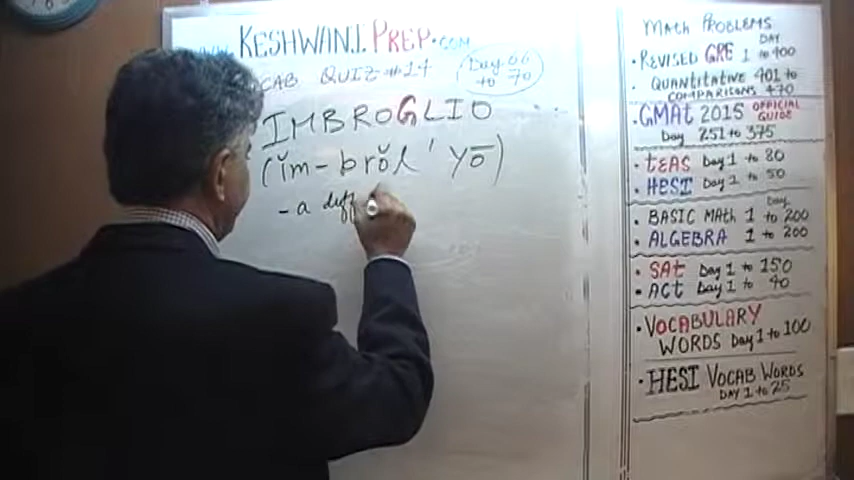 www.KESHWANI PREP.com
VOCAB QUIZ #14
Day 66
to 70
IMBROGLIO
(ĭm-brŏl'yō)
- a diff
MATH PROBLEMS
DAY
• REVISED GRE 1 to 400
• QUANTITATIVE 401 to
COMPARISONS 470
• GMAt 2015 OFFICIAL
GUIDE
Day 251 to 375
• tEAS Day 1 to 80
• HESI Day 1 to 50
Day
• BASIC MAth 1 to 200
• ALGEBRA 1 to 200
• SAt Day 1 to 150
• ACt Day 1 to 40
• VOCABULARY
WORDS Day 1 to 100
• HESI VOCAB WORDS
DAY 1 to 25